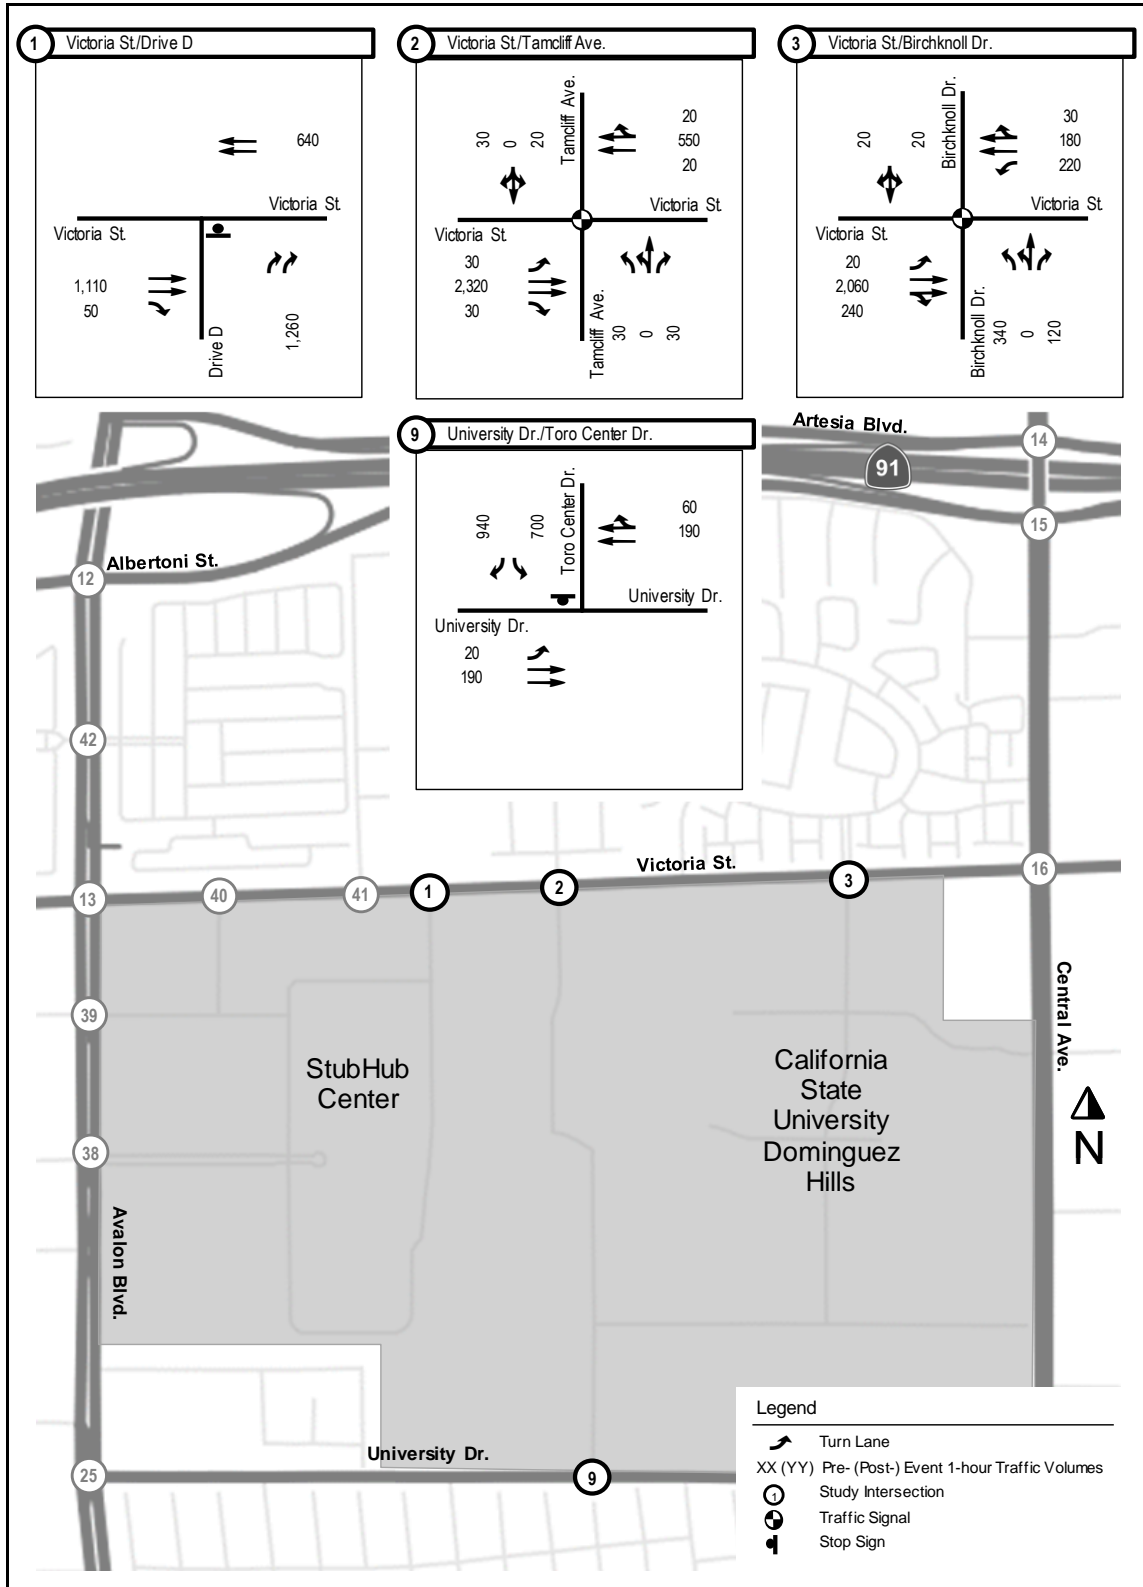 1 Victoria St./Drive D
640
Victoria St.
Victoria St.
1,110
50
Drive D
1,260
2 Victoria St./Tamcliff Ave.
30 0 20
Tamcliff Ave.
20
550
20
Victoria St.
Victoria St.
30
2,320
30
Tamcliff Ave.
30 0 30
3 Victoria St./Birchknoll Dr.
20 20
Birchknoll Dr.
30
180
220
Victoria St.
Victoria St.
20
2,060
240
Birchknoll Dr.
340 0 120
9 University Dr./Toro Center Dr.
940 700
Toro Center Dr.
60
190
University Dr.
University Dr.
20
190
Artesia Blvd.
14
91
15
Albertoni St.
12
42
Victoria St.
13
40
41
1
2
3
16
39
Central Ave.
StubHub
Center
California
State
University
Dominguez
Hills
N
38
Avalon Blvd.
University Dr.
25
9
Legend
Turn Lane
XX (YY) Pre- (Post-) Event 1-hour Traffic Volumes
1 Study Intersection
Traffic Signal
Stop Sign